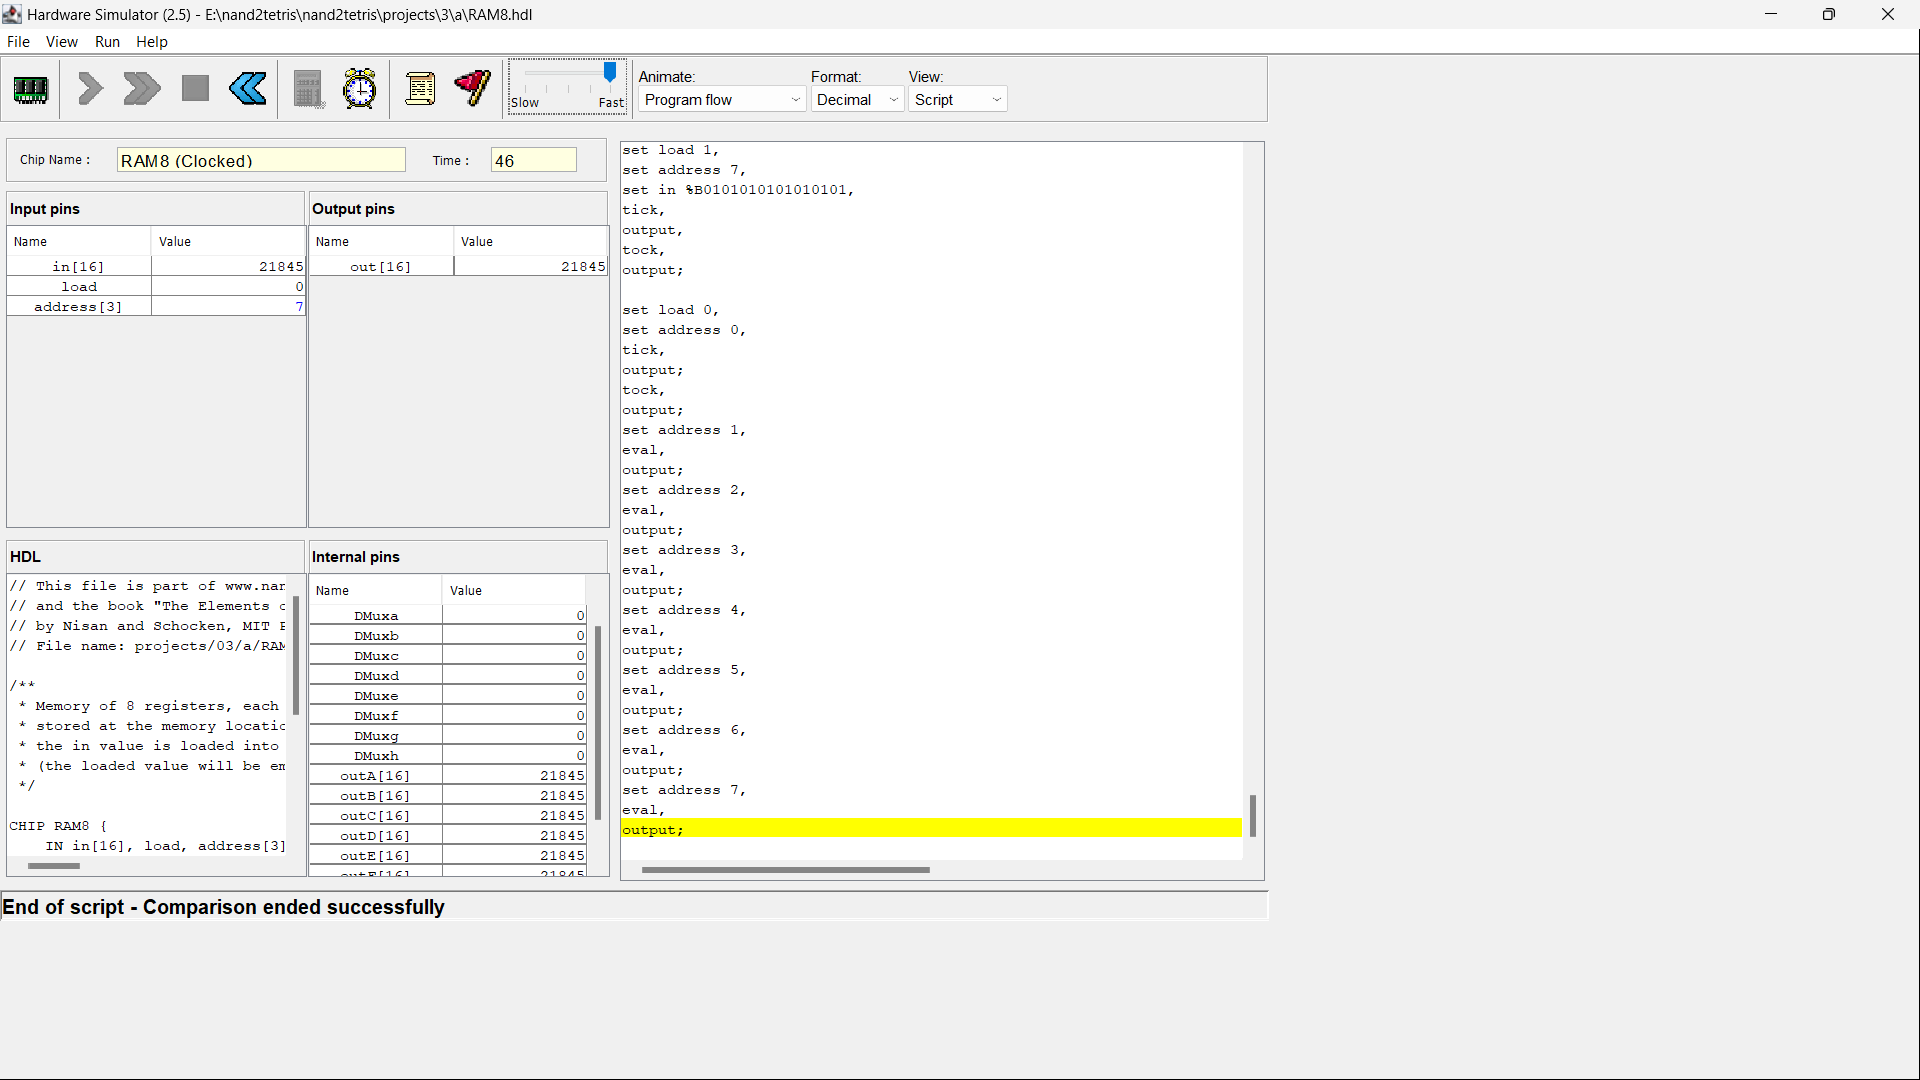 Hardware Simulator (2.5) - E:\nand2tetris\nand2tetris\projects\3\a\RAM8.hdl
File View Run Help
Slow Fast
Animate: Format: View:
Program flow Decimal Script
Chip Name : RAM8 (Clocked) Time : 46
Input pins
Name Value
in[16] 21845
load 0
address[3] 7
Output pins
Name Value
out[16] 21845
HDL
// This file is part of www.nan
// and the book "The Elements o
// by Nisan and Schocken, MIT P
// File name: projects/03/a/RAM
/**
* Memory of 8 registers, each
* stored at the memory locatio
* the in value is loaded into
* (the loaded value will be em
*/
CHIP RAM8 {
IN in[16], load, address[3]
Internal pins
Name Value
DMuxa 0
DMuxb 0
DMuxc 0
DMuxd 0
DMuxe 0
DMuxf 0
DMuxg 0
DMuxh 0
outA[16] 21845
outB[16] 21845
outC[16] 21845
outD[16] 21845
outE[16] 21845
outF[16] 21845
set load 1,
set address 7,
set in %B0101010101010101,
tick,
output,
tock,
output;
set load 0,
set address 0,
tick,
output;
tock,
output;
set address 1,
eval,
output;
set address 2,
eval,
output;
set address 3,
eval,
output;
set address 4,
eval,
output;
set address 5,
eval,
output;
set address 6,
eval,
output;
set address 7,
eval,
output;
End of script - Comparison ended successfully